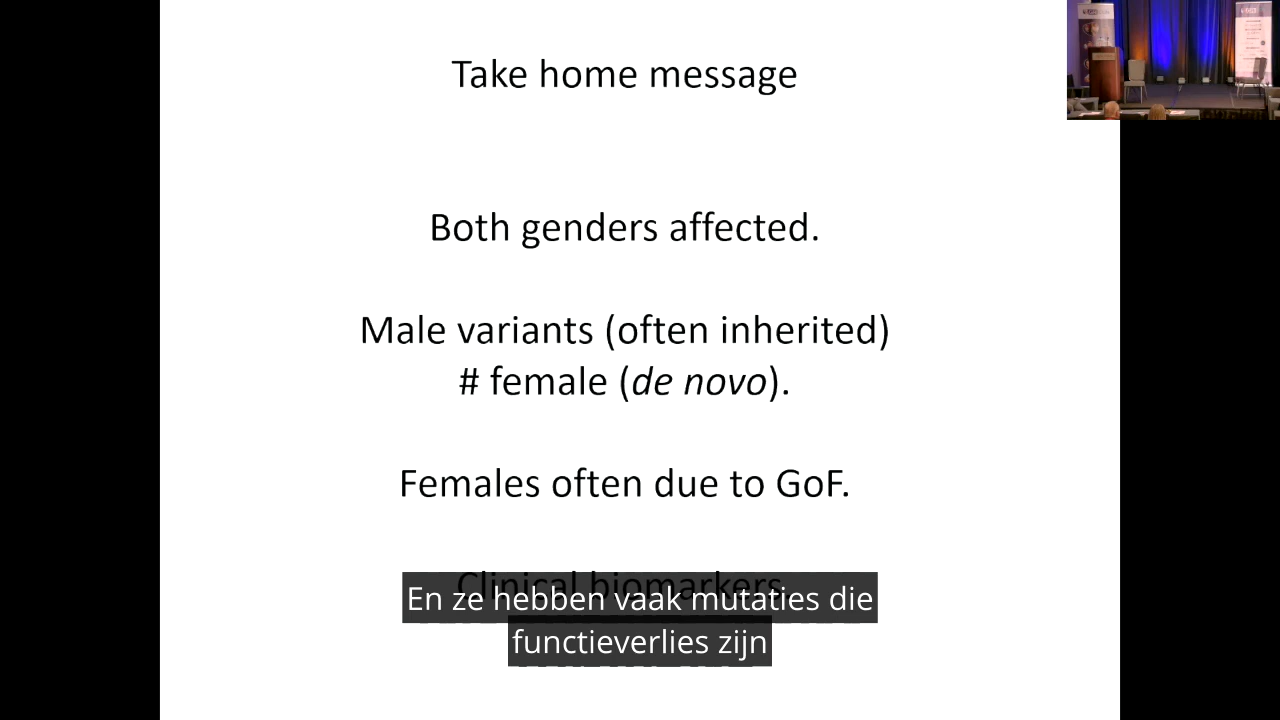 Take home message
Both genders affected.
Male variants (often inherited)
# female (de novo).
Females often due to GoF.
Clinical biomarkers.
En ze hebben vaak mutaties die
functieverlies zijn